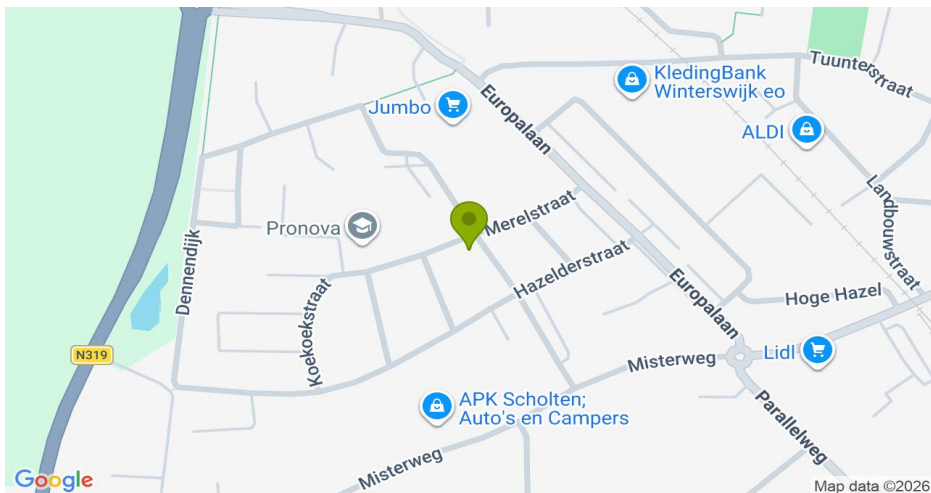 Tuunterstraat
KledingBank
Winterswijk eo
Jumbo
Europalaan
ALDI
Landbouwstraat
Merelstraat
Pronova
Dennendijk
Hazelderstraat
Koekoekstraat
Europalaan
Hoge Hazel
N319
Misterweg
Lidl
APK Scholten;
Auto's en Campers
Parallelweg
Misterweg
Google
Map data ©2026